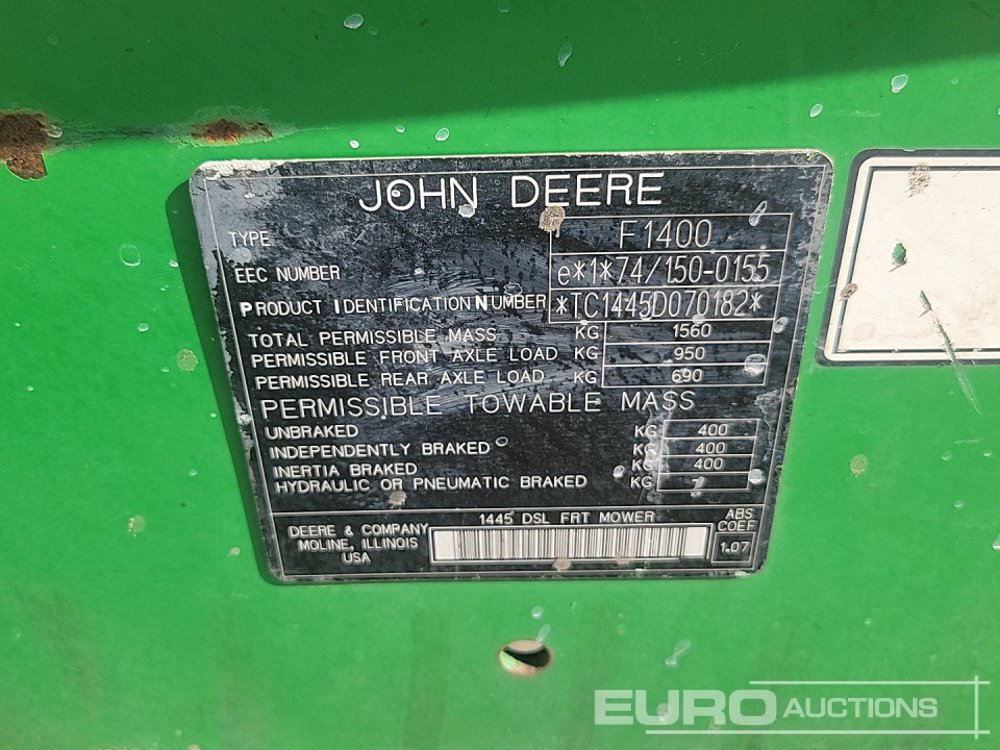 JOHN DEERE
TYPE F1400
EEC NUMBER e*1*74/150-0155
PRODUCT IDENTIFICATION NUMBER *TC1445D070182*
TOTAL PERMISSIBLE MASS KG 1560
PERMISSIBLE FRONT AXLE LOAD KG 950
PERMISSIBLE REAR AXLE LOAD KG 690
PERMISSIBLE TOWABLE MASS
UNBRAKED KG 400
INDEPENDENTLY BRAKED KG 400
INERTIA BRAKED KG 400
HYDRAULIC OR PNEUMATIC BRAKED KG
DEERE & COMPANY
MOLINE, ILLINOIS
USA
1445 DSL FRT MOWER
ABS
COEF
1.07
EURO AUCTIONS